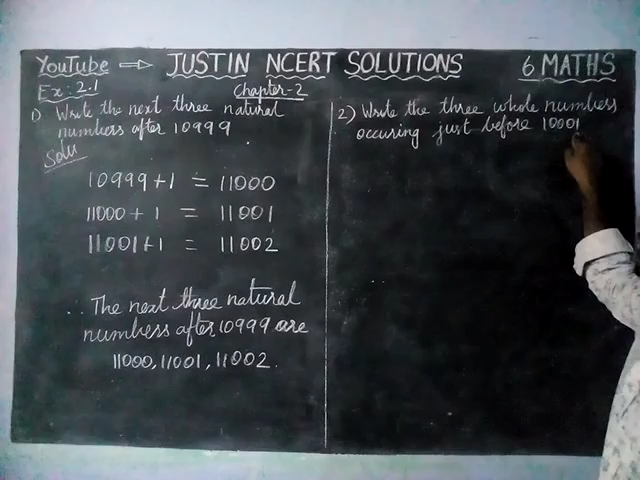 YouTube ⇒ JUSTIN NCERT SOLUTIONS 6 MATHS
Ex: 2.1 Chapter-2
1) Write the next three natural
numbers after 10999
Solu
10999+1 = 11000
11000 + 1 = 11001
11001+1 = 11002
∴ The next three natural
numbers after 10999 are
11000, 11001, 11002.
2) Write the three whole numbers
occuring just before 10001